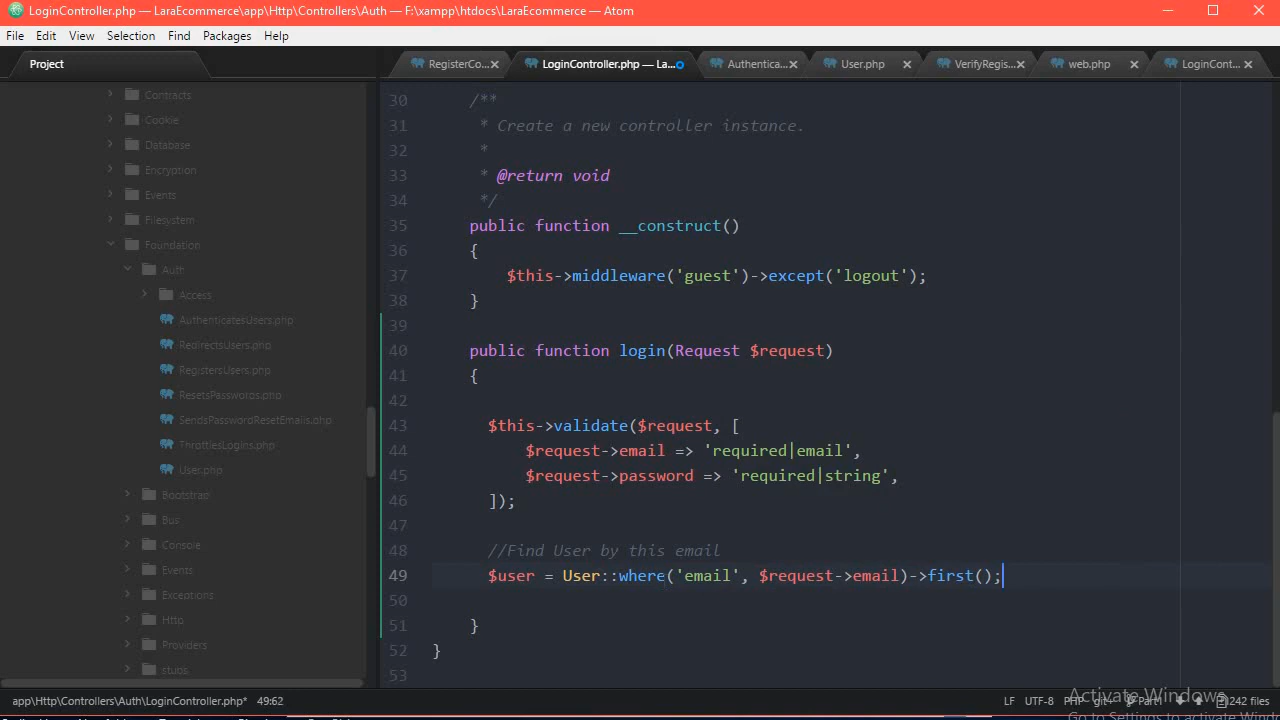 LoginController.php — LaraEcommerce\app\Http\Controllers\Auth — F:\xampp\htdocs\LaraEcommerce — Atom
File Edit View Selection Find Packages Help
Project
RegisterCo... LoginController.php — La... Authentica... User.php VerifyRegis... web.php LoginCont...
Contracts
Cookie
Database
Encryption
Events
Filesystem
Foundation
Auth
Access
AuthenticatesUsers.php
RedirectsUsers.php
RegistersUsers.php
ResetsPasswords.php
SendsPasswordResetEmails.php
ThrottlesLogins.php
User.php
Bootstrap
Bus
Console
Events
Exceptions
Http
Providers
stubs
30 /**
31 * Create a new controller instance.
32 *
33 * @return void
34 */
35 public function __construct()
36 {
37 $this->middleware('guest')->except('logout');
38 }
39
40 public function login(Request $request)
41 {
42
43 $this->validate($request, [
44 $request->email => 'required|email',
45 $request->password => 'required|string',
46 ]);
47
48 //Find User by this email
49 $user = User::where('email', $request->email)->first();
50
51 }
52 }
53
app\Http\Controllers\Auth\LoginController.php* 49:62
LF UTF-8 PHP git+ Part1 242 files
Activate Windows
Go to Settings to activate Win